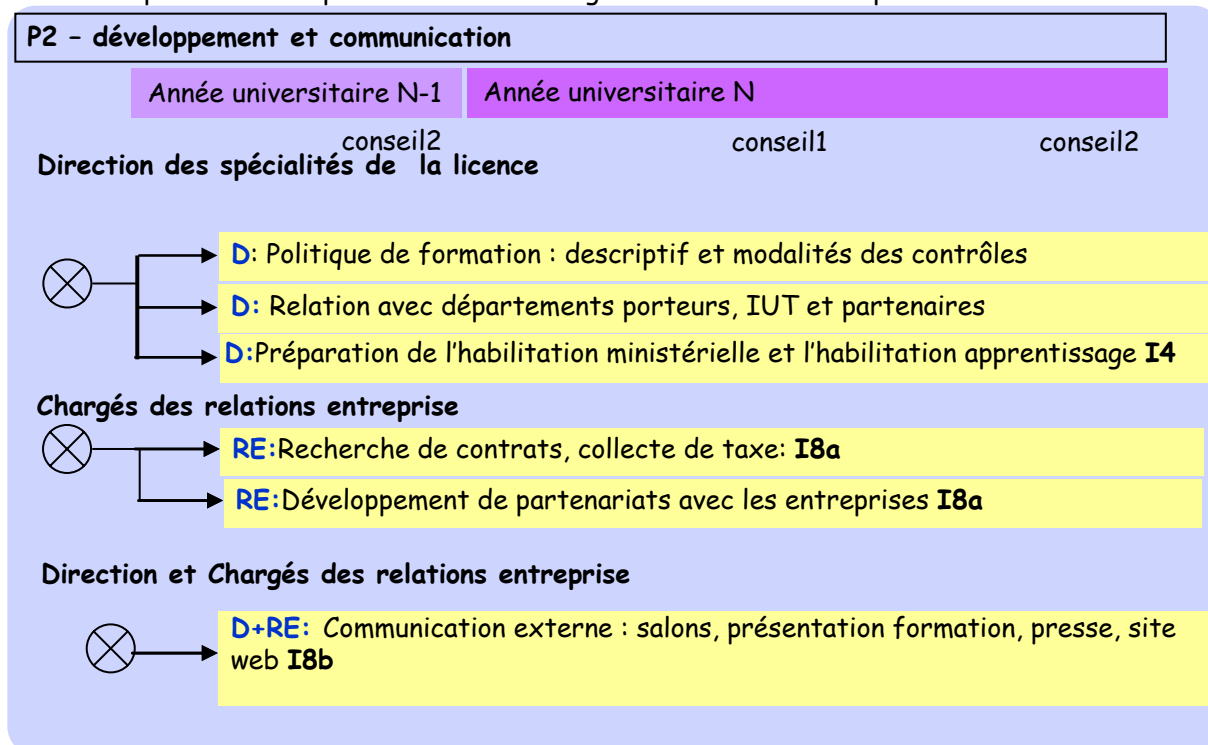 P2 – développement et communication
Année universitaire N-1 Année universitaire N
conseil2 conseil1 conseil2
Direction des spécialités de la licence
D: Politique de formation : descriptif et modalités des contrôles
D: Relation avec départements porteurs, IUT et partenaires
D:Préparation de l’habilitation ministérielle et l’habilitation apprentissage I4
Chargés des relations entreprise
RE:Recherche de contrats, collecte de taxe: I8a
RE:Développement de partenariats avec les entreprises I8a
Direction et Chargés des relations entreprise
D+RE: Communication externe : salons, présentation formation, presse, site
web I8b